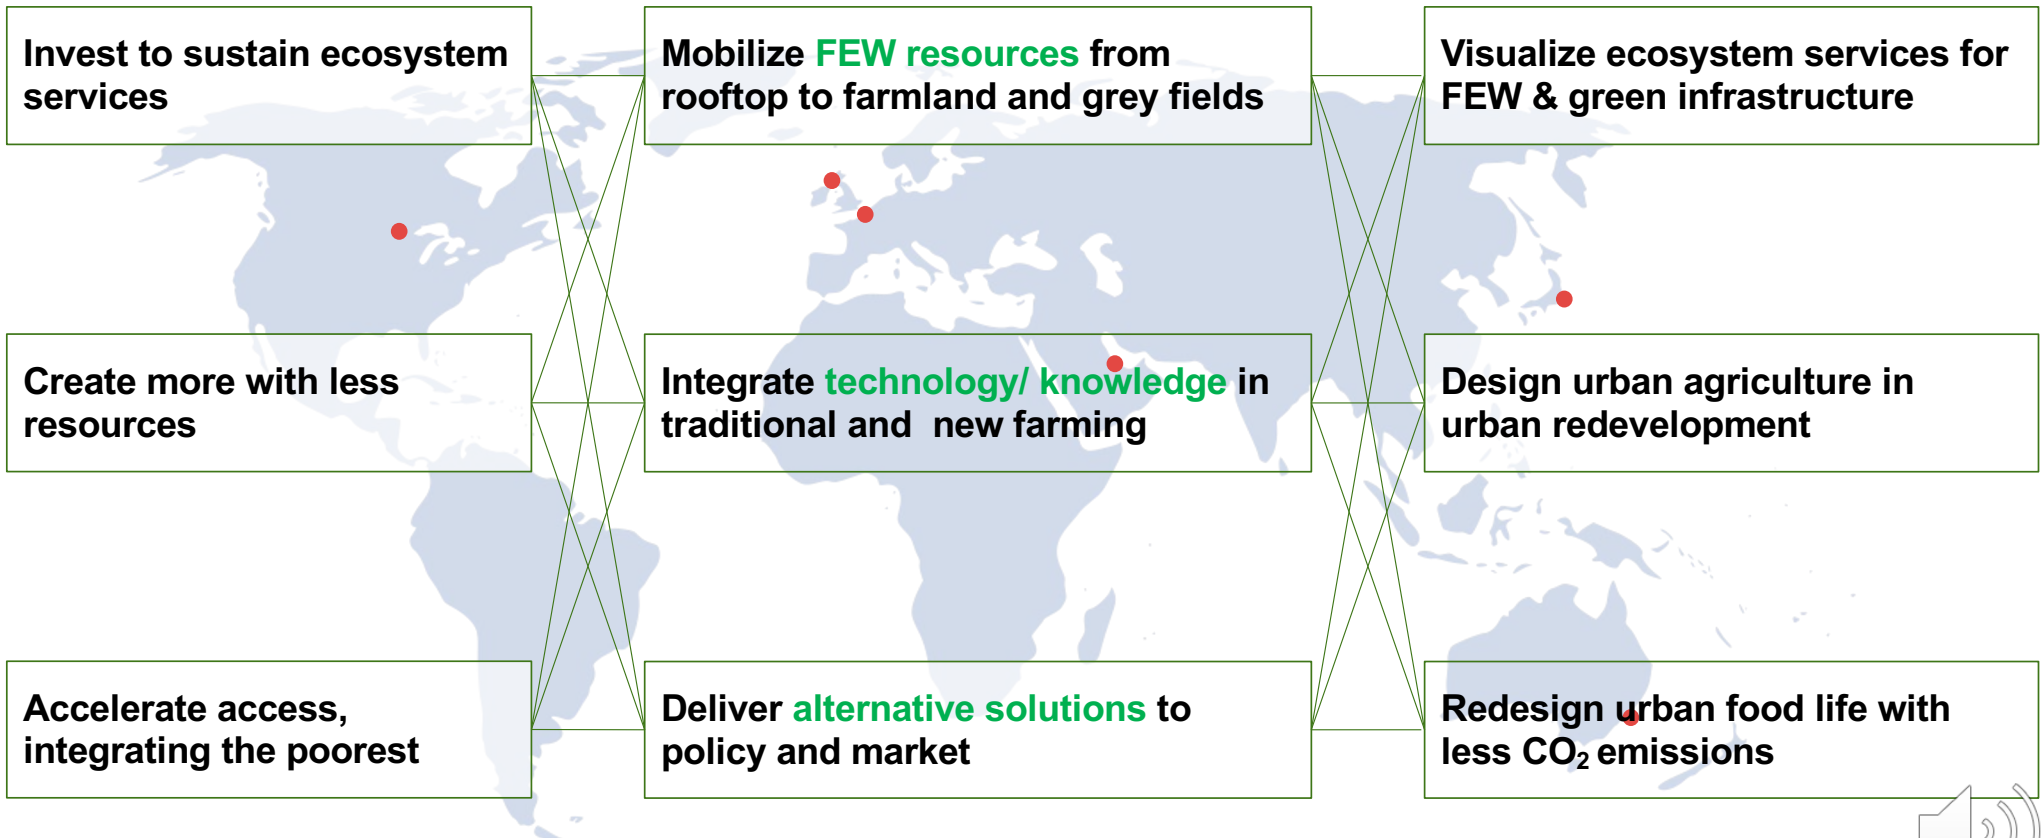 Invest to sustain ecosystem
services
Mobilize FEW resources from
rooftop to farmland and grey fields
Visualize ecosystem services for
FEW & green infrastructure
Create more with less
resources
Integrate technology/ knowledge in
traditional and  new farming
Design urban agriculture in
urban redevelopment
Accelerate access,
integrating the poorest
Deliver alternative solutions to
policy and market
Redesign urban food life with
less CO₂ emissions